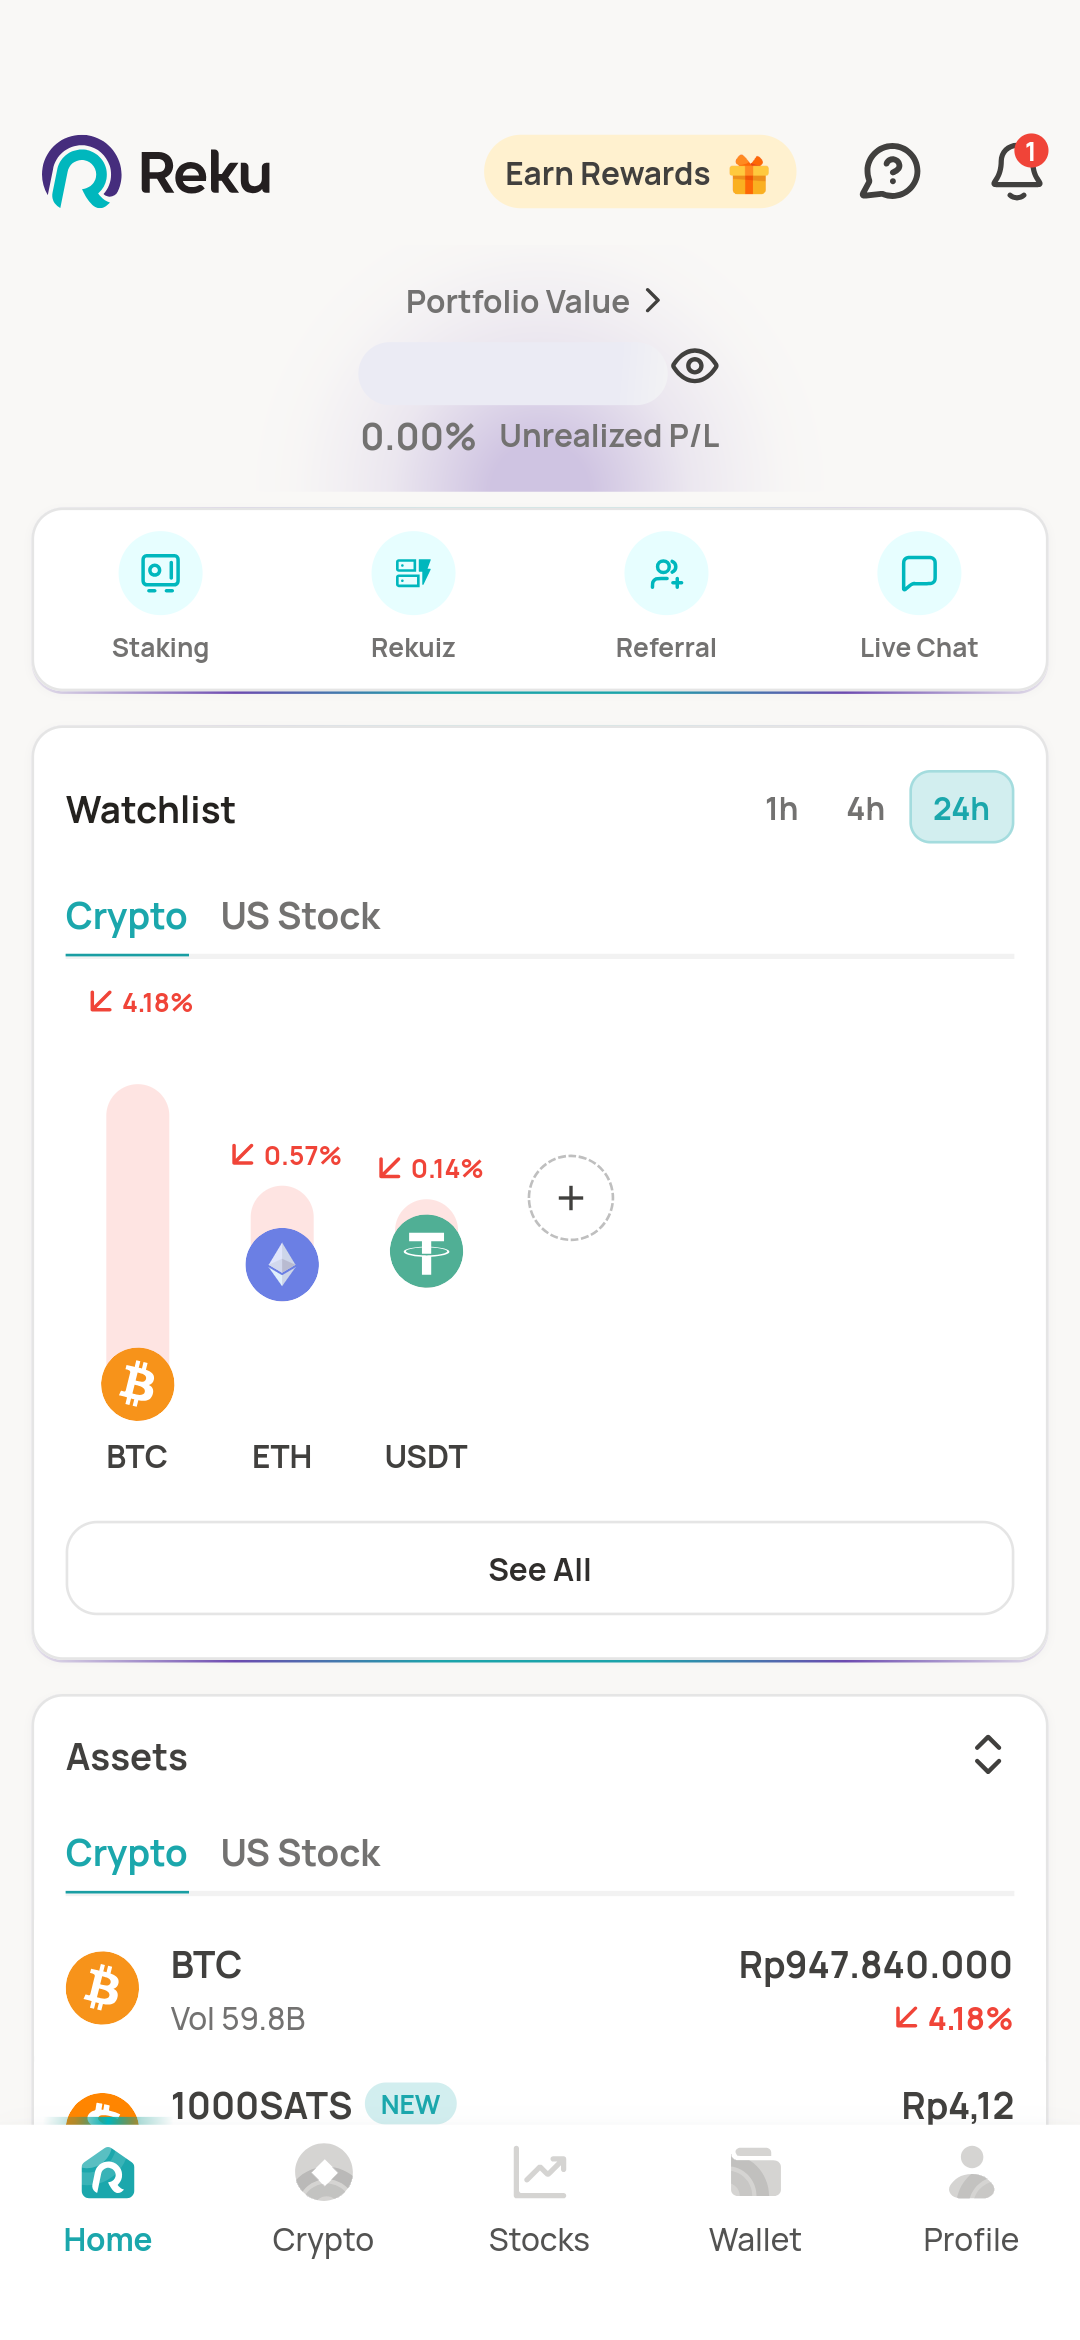 Reku
Earn Rewards
1
Portfolio Value
0.00% Unrealized P/L
Staking
Rekuiz
Referral
Live Chat
Watchlist
1h
4h
24h
Crypto
US Stock
4.18%
0.57%
0.14%
BTC
ETH
USDT
See All
Assets
Crypto
US Stock
BTC
Rp947.840.000
Vol 59.8B
4.18%
1000SATS NEW
Rp4,12
Home
Crypto
Stocks
Wallet
Profile